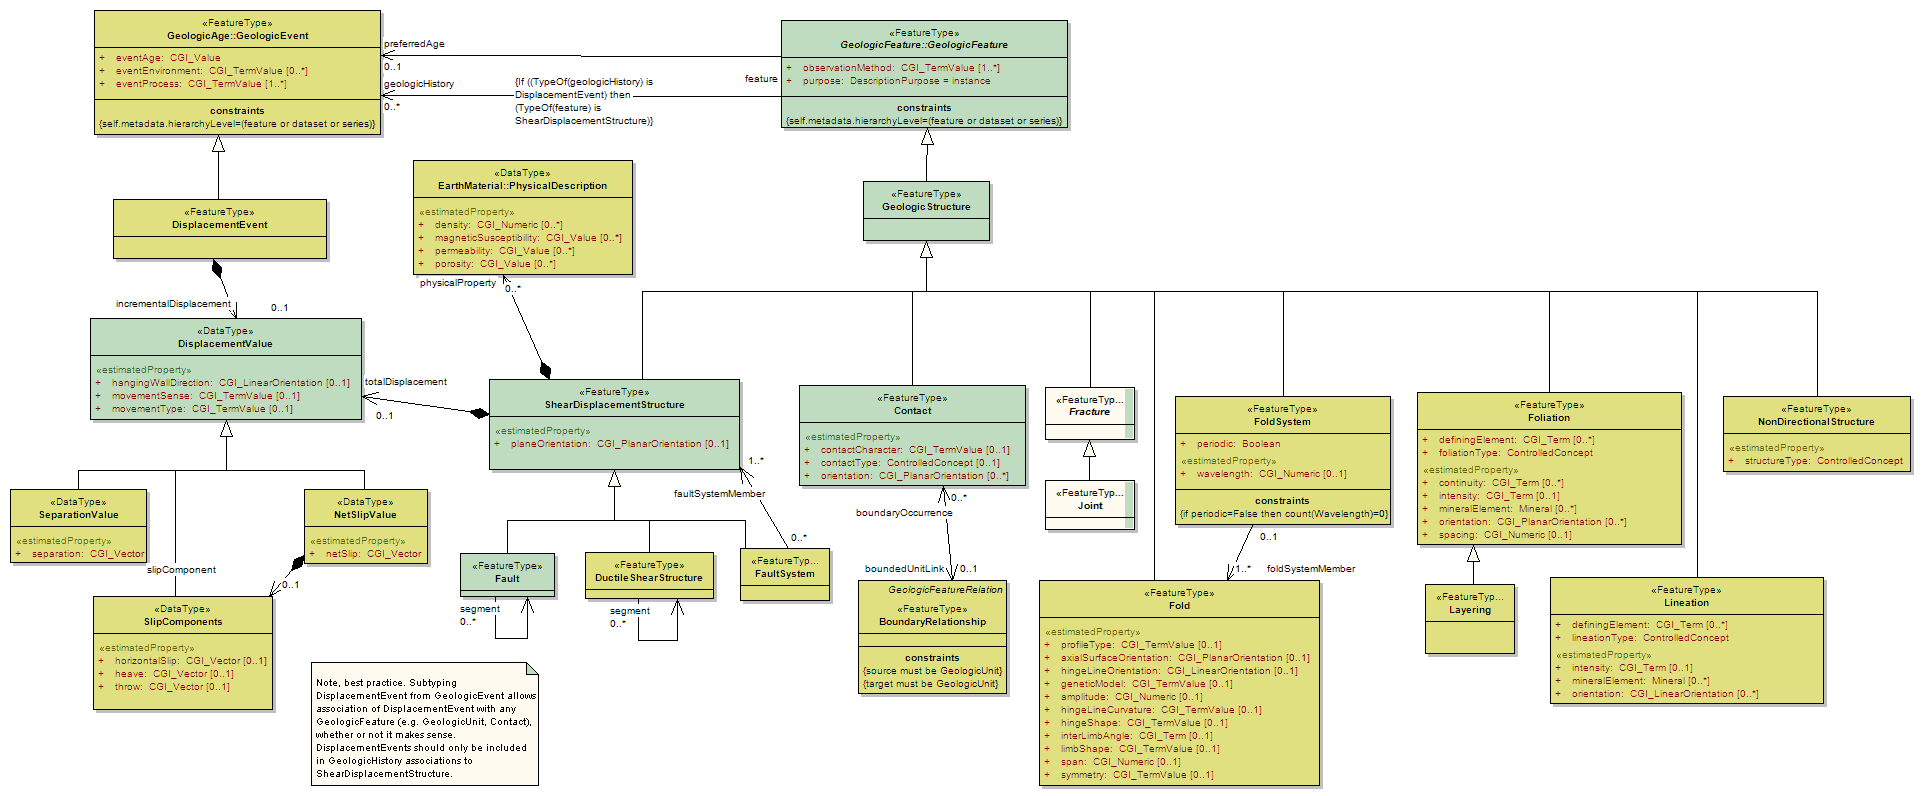 «FeatureType»
GeologicAge::GeologicEvent
+ eventAge: CGI_Value
+ eventEnvironment: CGI_TermValue [0..*]
+ eventProcess: CGI_TermValue [1..*]
constraints
{self.metadata.hierarchyLevel=(feature or dataset or series)}
preferredAge
0..1
geologicHistory
0..*
{If ((TypeOf(geologicHistory) is
DisplacementEvent) then
(TypeOf(feature) is
ShearDisplacementStructure)}
feature
«FeatureType»
GeologicFeature::GeologicFeature
+ observationMethod: CGI_TermValue [1..*]
+ purpose: DescriptionPurpose = instance
constraints
{self.metadata.hierarchyLevel=(feature or dataset or series)}
«FeatureType»
DisplacementEvent
«DataType»
EarthMaterial::PhysicalDescription
«estimatedProperty»
+ density: CGI_Numeric [0..*]
+ magneticSusceptibility: CGI_Value [0..*]
+ permeability: CGI_Value [0..*]
+ porosity: CGI_Value [0..*]
«FeatureType»
GeologicStructure
physicalProperty
0..*
incrementalDisplacement
0..1
«DataType»
DisplacementValue
«estimatedProperty»
+ hangingWallDirection: CGI_LinearOrientation [0..1]
+ movementSense: CGI_TermValue [0..1]
+ movementType: CGI_TermValue [0..1]
totalDisplacement
0..1
«FeatureType»
ShearDisplacementStructure
«estimatedProperty»
+ planeOrientation: CGI_PlanarOrientation [0..1]
«FeatureType»
Contact
«estimatedProperty»
+ contactCharacter: CGI_TermValue [0..1]
+ contactType: ControlledConcept [0..1]
+ orientation: CGI_PlanarOrientation [0..*]
«FeatureTyp...
Fracture
«FeatureTyp...
Joint
«FeatureType»
FoldSystem
+ periodic: Boolean
«estimatedProperty»
+ wavelength: CGI_Numeric [0..1]
constraints
{if periodic=False then count(Wavelength)=0}
«FeatureType»
Foliation
+ definingElement: CGI_Term [0..*]
+ foliationType: ControlledConcept
«estimatedProperty»
+ continuity: CGI_Term [0..*]
+ intensity: CGI_Term [0..1]
+ mineralElement: Mineral [0..*]
+ orientation: CGI_PlanarOrientation [0..*]
+ spacing: CGI_Numeric [0..1]
«FeatureType»
NonDirectionalStructure
«estimatedProperty»
+ structureType: ControlledConcept
«DataType»
SeparationValue
«estimatedProperty»
+ separation: CGI_Vector
«DataType»
NetSlipValue
«estimatedProperty»
+ netSlip: CGI_Vector
slipComponent
0..1
«DataType»
SlipComponents
«estimatedProperty»
+ horizontalSlip: CGI_Vector [0..1]
+ heave: CGI_Vector [0..1]
+ throw: CGI_Vector [0..1]
1..*
faultSystemMember
0..*
«FeatureType»
Fault
segment
0..*
«FeatureType»
DuctileShearStructure
segment
0..*
«FeatureTyp...
FaultSystem
0..*
boundaryOccurrence
boundedUnitLink
0..1
GeologicFeatureRelation
«FeatureType»
BoundaryRelationship
constraints
{source must be GeologicUnit}
{target must be GeologicUnit}
0..1
1..*
foldSystemMember
«FeatureType»
Fold
«estimatedProperty»
+ profileType: CGI_TermValue [0..1]
+ axialSurfaceOrientation: CGI_PlanarOrientation [0..1]
+ hingeLineOrientation: CGI_LinearOrientation [0..1]
+ geneticModel: CGI_TermValue [0..1]
+ amplitude: CGI_Numeric [0..1]
+ hingeLineCurvature: CGI_TermValue [0..1]
+ hingeShape: CGI_TermValue [0..1]
+ interLimbAngle: CGI_Term [0..1]
+ limbShape: CGI_TermValue [0..1]
+ span: CGI_Numeric [0..1]
+ symmetry: CGI_TermValue [0..1]
«FeatureTyp...
Layering
«FeatureType»
Lineation
+ definingElement: CGI_Term [0..*]
+ lineationType: ControlledConcept
«estimatedProperty»
+ intensity: CGI_Term [0..1]
+ mineralElement: Mineral [0..*]
+ orientation: CGI_LinearOrientation [0..*]
Note, best practice. Subtyping
DisplacementEvent from GeologicEvent allows
association of DisplacementEvent with any
GeologicFeature (e.g. GeologicUnit, Contact),
whether or not it makes sense.
DisplacementEvents should only be included
in GeologicHistory associations to
ShearDisplacementStructure.